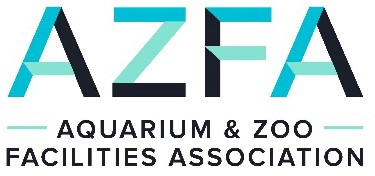 AZFA
AQUARIUM & ZOO
FACILITIES ASSOCIATION